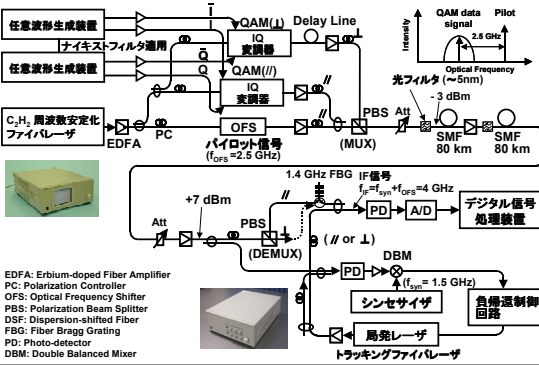 任意波形生成装置
ナイキストフィルタ適用
任意波形生成装置
Ī
I
Q̄
Q
QAM(⊥)
IQ
変調器
Delay Line
⊥
QAM(//)
IQ
変調器
//
C₂H₂ 周波数安定化
ファイバレーザ
EDFA
PC
OFS
パイロット信号
(fOFS =2.5 GHz)
PBS
(MUX)
Att
光フィルタ (~5nm)
- 3 dBm
SMF
80 km
SMF
80 km
Intensity
QAM data
signal
Pilot
2.5 GHz
Optical Frequency
Att
+7 dBm
PBS
(DEMUX)
//
⊥
1.4 GHz FBG
IF信号
fIF=fsyn+fOFS=4 GHz
PD
A/D
デジタル信号
処理装置
(// or ⊥)
PD
DBM
(fsyn = 1.5 GHz)
シンセサイザ
負帰還制御
回路
局発レーザ
トラッキングファイバレーザ
EDFA: Erbium-doped Fiber Amplifier
PC: Polarization Controller
OFS: Optical Frequency Shifter
PBS: Polarization Beam Splitter
DSF: Dispersion-shifted Fiber
FBG: Fiber Bragg Grating
PD: Photo-detector
DBM: Double Balanced Mixer